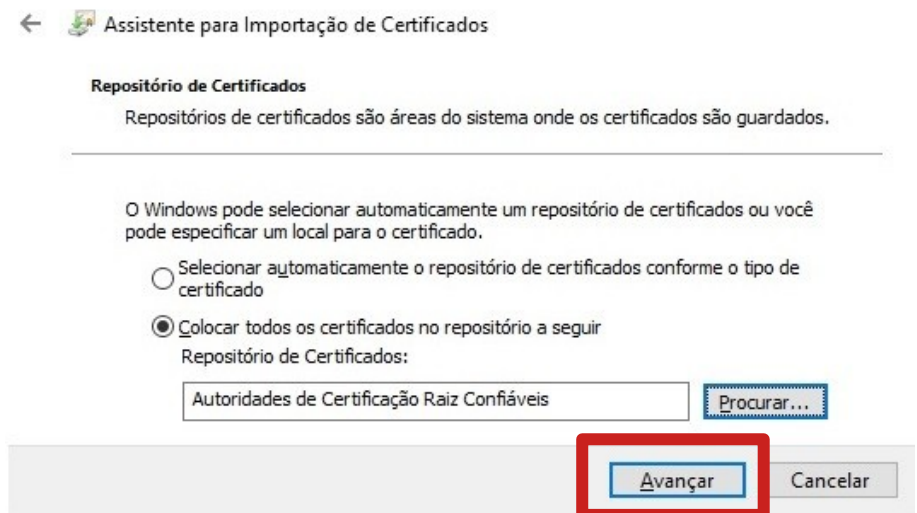 Assistente para Importação de Certificados
Repositório de Certificados
Repositórios de certificados são áreas do sistema onde os certificados são guardados.
O Windows pode selecionar automaticamente um repositório de certificados ou você
pode especificar um local para o certificado.
Selecionar automaticamente o repositório de certificados conforme o tipo de
certificado
Colocar todos os certificados no repositório a seguir
Repositório de Certificados:
Autoridades de Certificação Raiz Confiáveis
Procurar...
Avançar
Cancelar